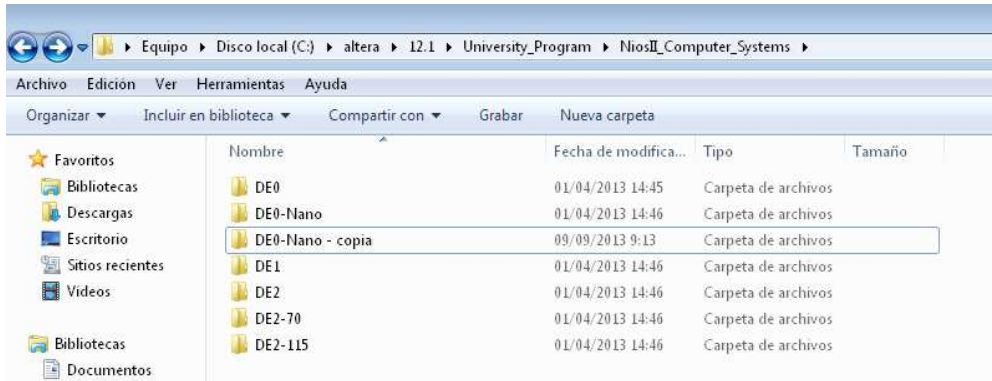 Equipo ▸ Disco local (C:) ▸ altera ▸ 12.1 ▸ University_Program ▸ NiosII_Computer_Systems ▸
Archivo Edición Ver Herramientas Ayuda
Organizar Incluir en biblioteca Compartir con Grabar Nueva carpeta
Nombre Fecha de modifica... Tipo Tamaño
Favoritos
Bibliotecas
Descargas
Escritorio
Sitios recientes
Vídeos
Bibliotecas
Documentos
DE0 01/04/2013 14:45 Carpeta de archivos
DE0-Nano 01/04/2013 14:46 Carpeta de archivos
DE0-Nano - copia 09/09/2013 9:13 Carpeta de archivos
DE1 01/04/2013 14:46 Carpeta de archivos
DE2 01/04/2013 14:46 Carpeta de archivos
DE2-70 01/04/2013 14:46 Carpeta de archivos
DE2-115 01/04/2013 14:46 Carpeta de archivos